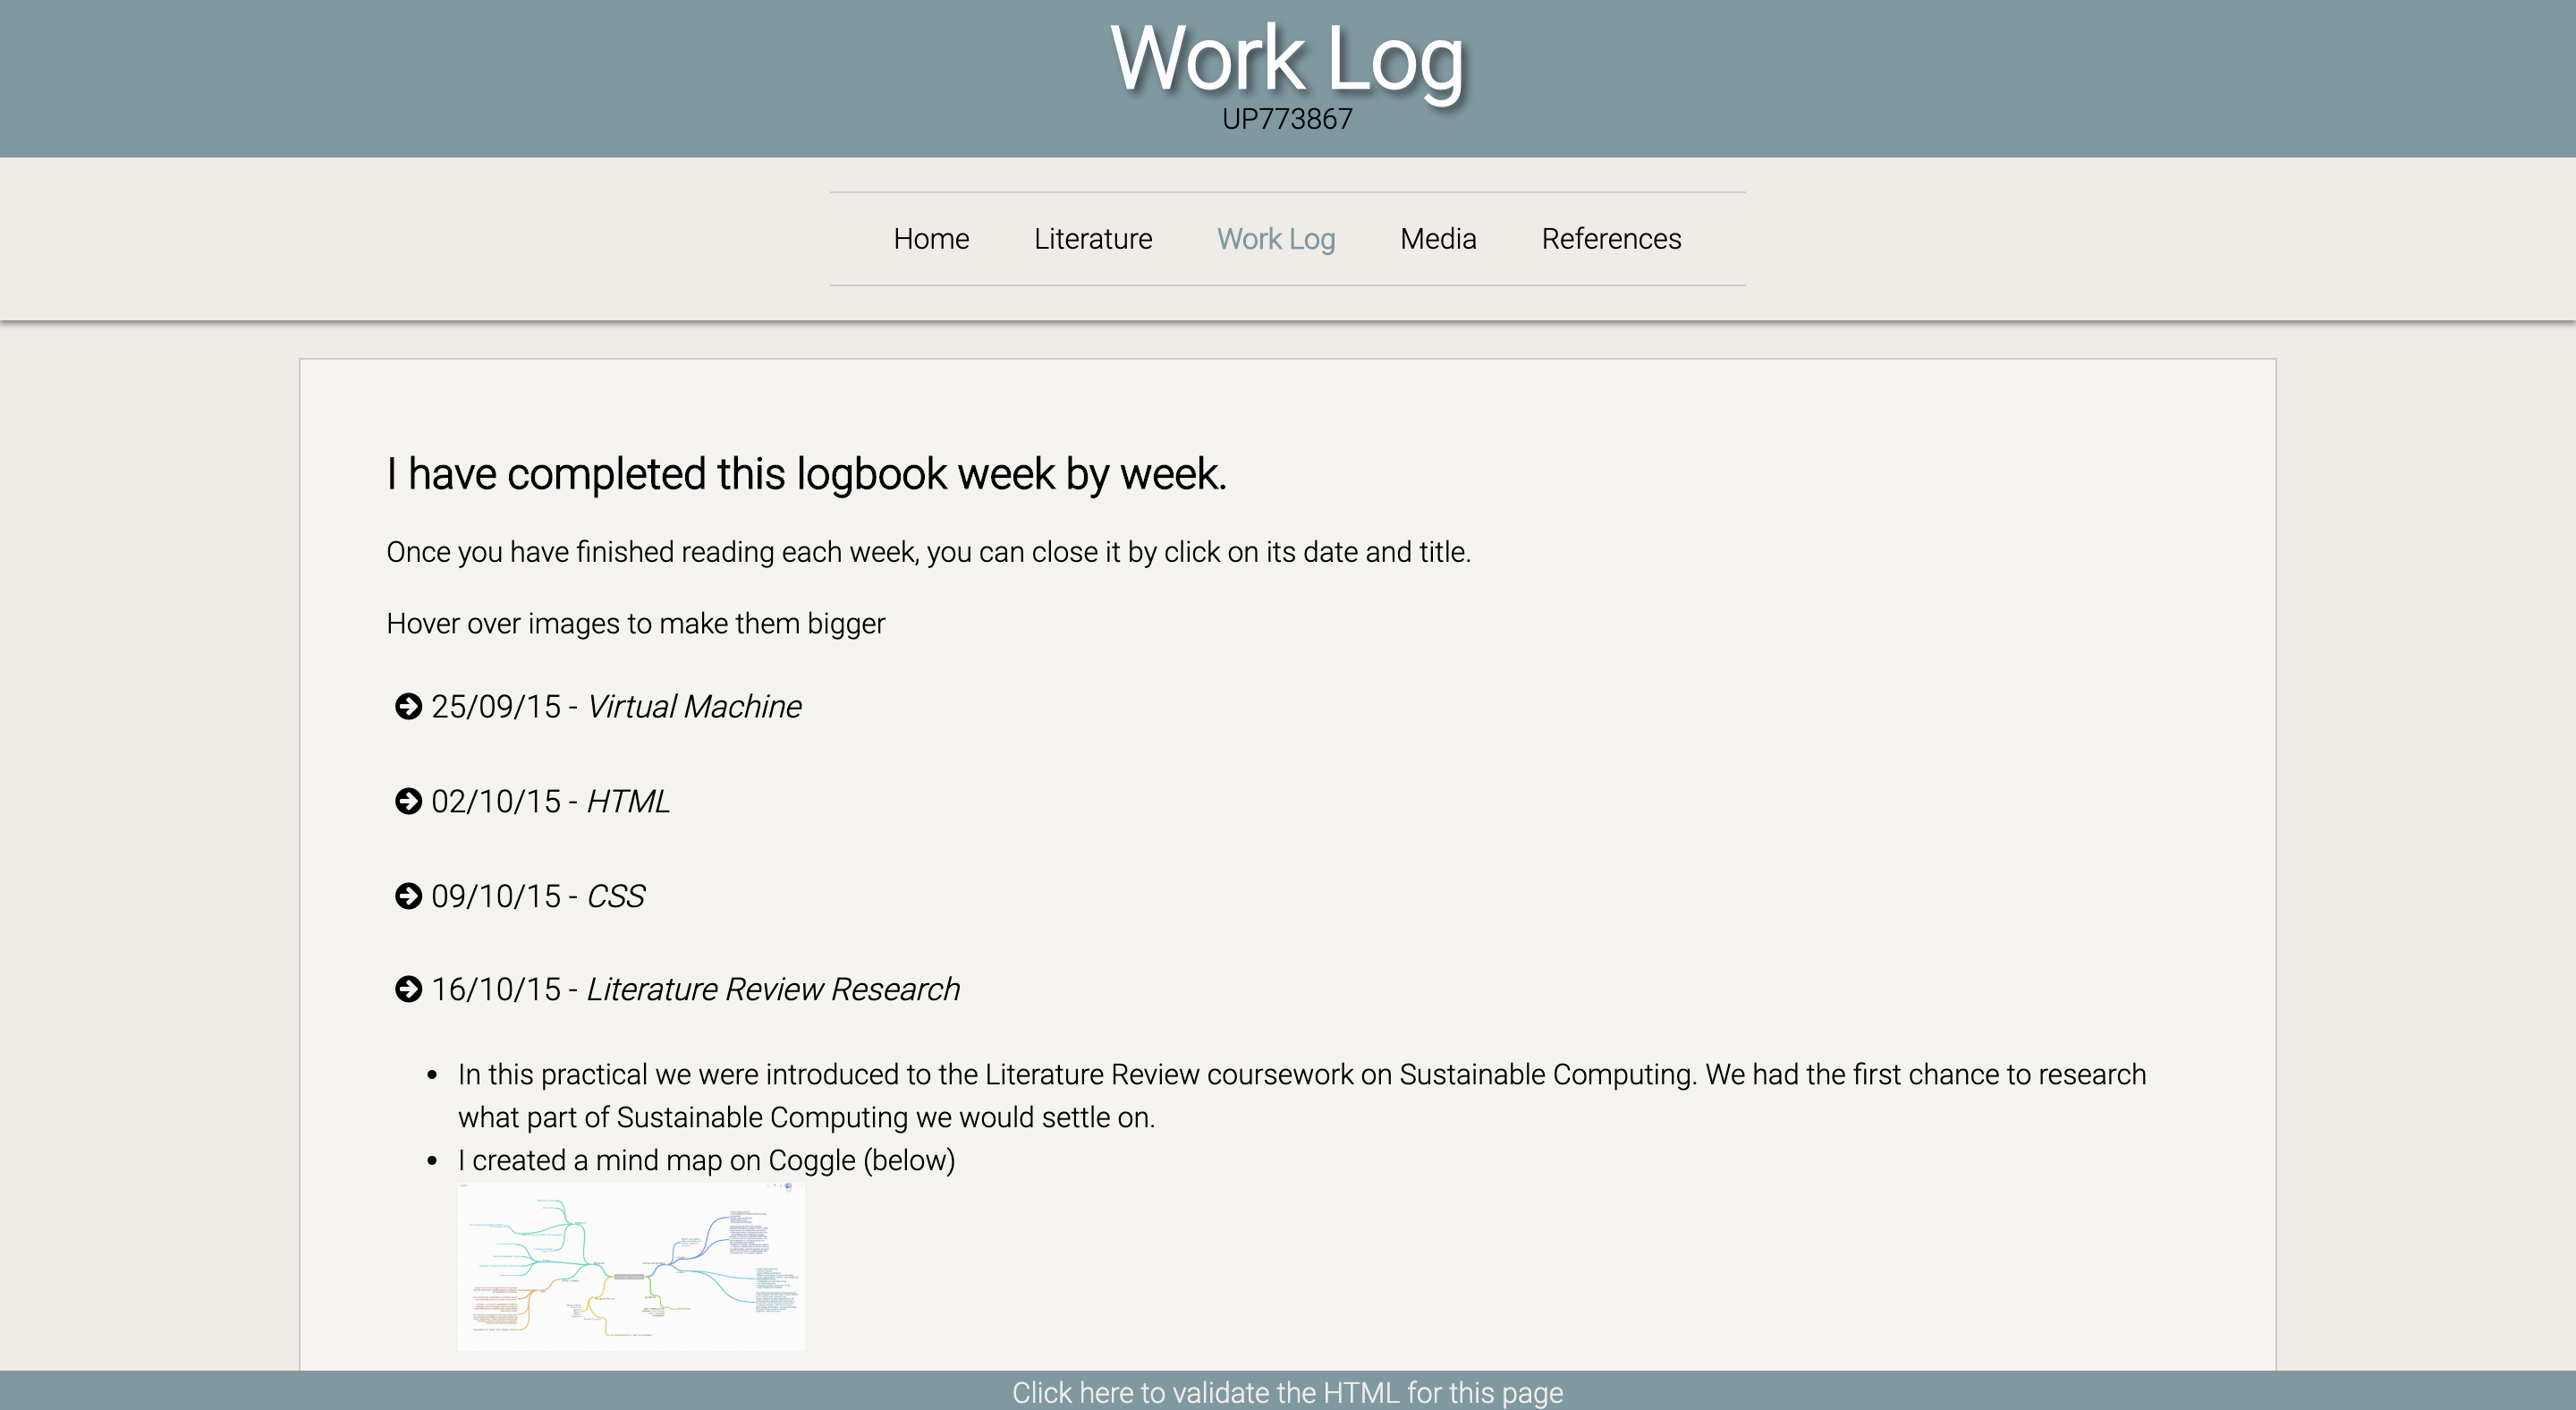 Work Log
UP773867
Home Literature Work Log Media References
I have completed this logbook week by week.
Once you have finished reading each week, you can close it by click on its date and title.
Hover over images to make them bigger
25/09/15 - Virtual Machine
02/10/15 - HTML
09/10/15 - CSS
16/10/15 - Literature Review Research
In this practical we were introduced to the Literature Review coursework on Sustainable Computing. We had the first chance to research
what part of Sustainable Computing we would settle on.
I created a mind map on Coggle (below)
Click here to validate the HTML for this page